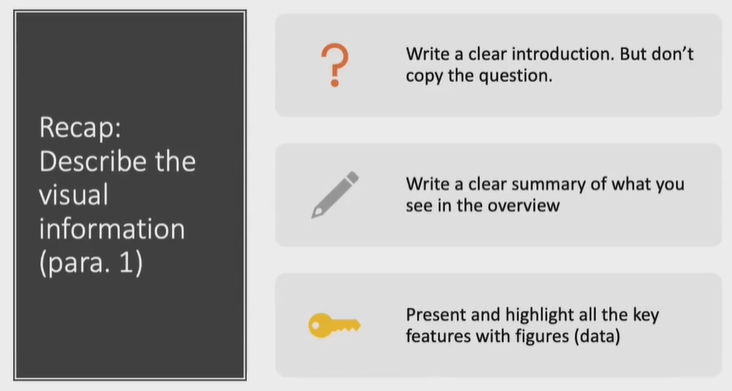 Recap:
Describe the
visual
information
(para. 1)
Write a clear introduction. But don’t
copy the question.
Write a clear summary of what you
see in the overview
Present and highlight all the key
features with figures (data)